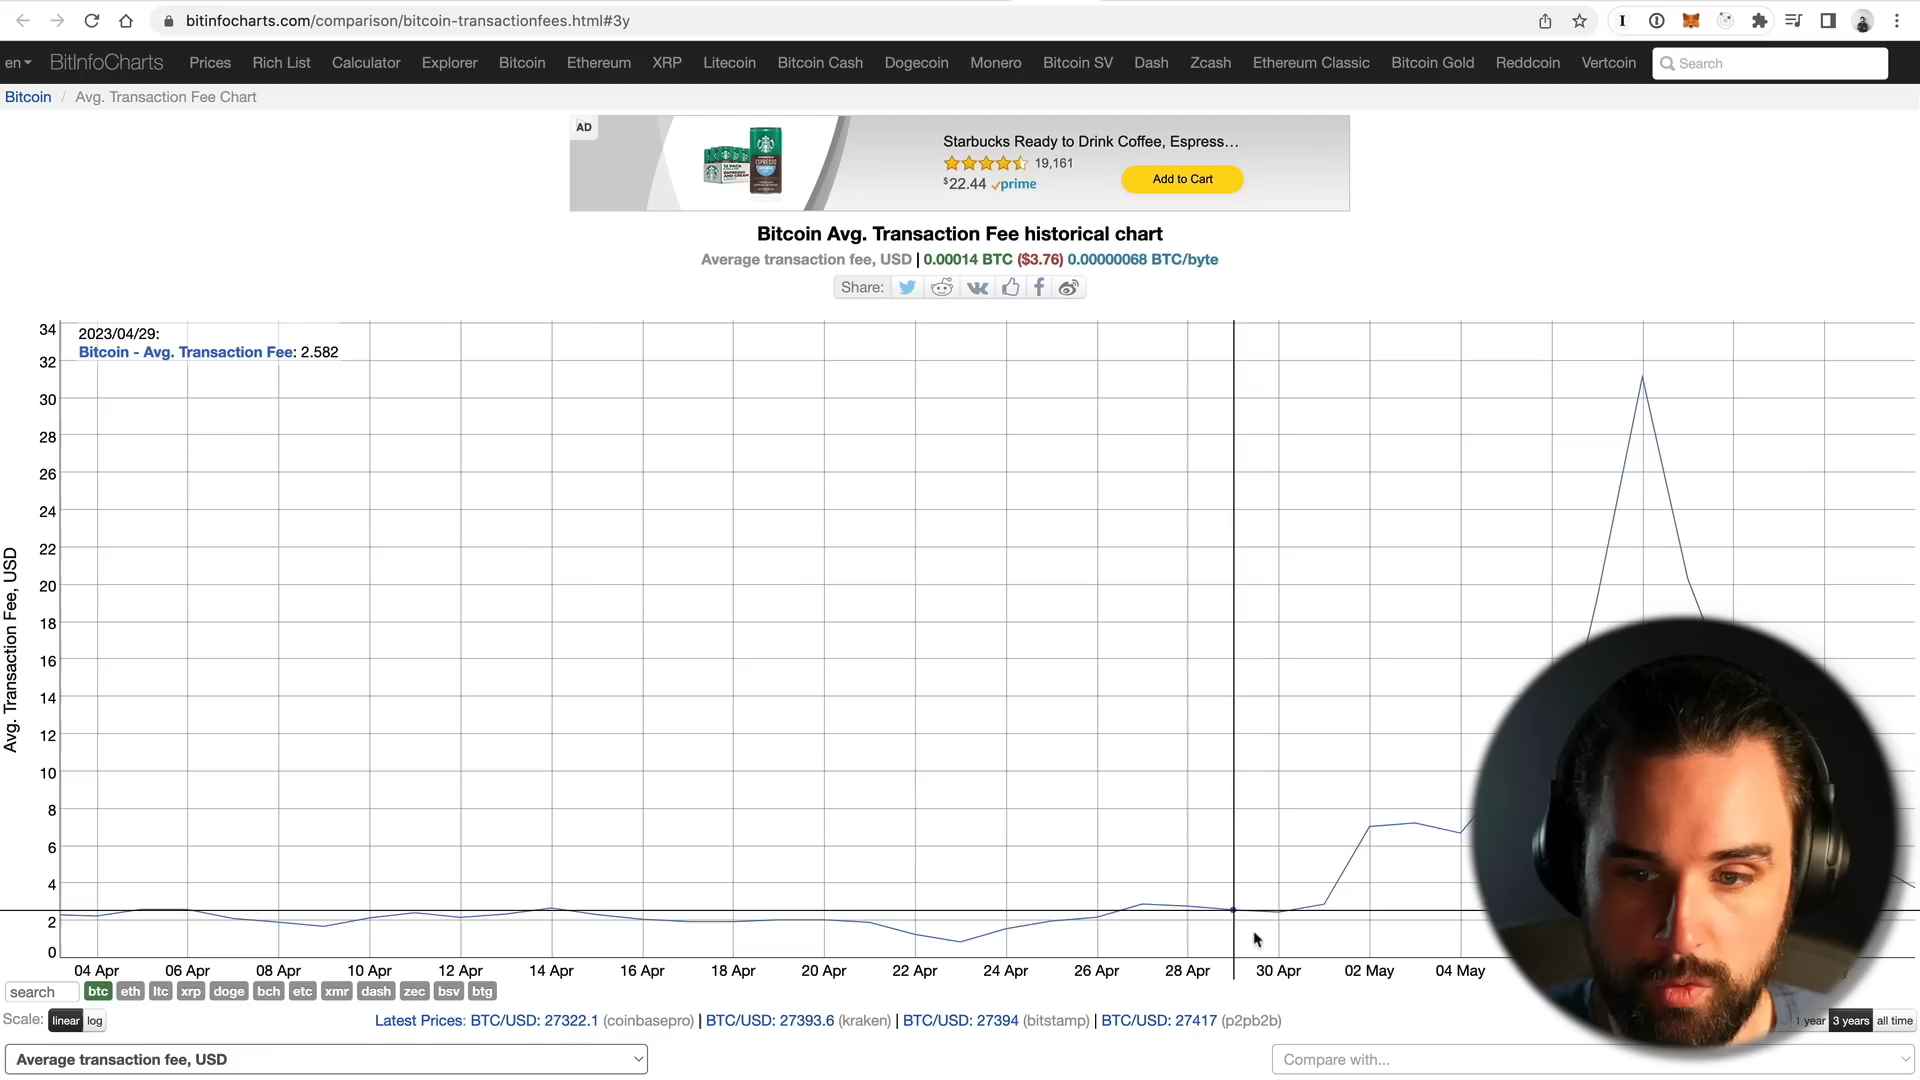 bitinfocharts.com/comparison/bitcoin-transactionfees.html#3y
en BitInfoCharts Prices Rich List Calculator Explorer Bitcoin Ethereum XRP Litecoin Bitcoin Cash Dogecoin Monero Bitcoin SV Dash Zcash Ethereum Classic Bitcoin Gold Reddcoin Vertcoin Search
Bitcoin / Avg. Transaction Fee Chart
AD
Starbucks Ready to Drink Coffee, Espress…
19,161
$22.44 prime
Add to Cart
Bitcoin Avg. Transaction Fee historical chart
Average transaction fee, USD | 0.00014 BTC ($3.76) 0.00000068 BTC/byte
Share:
2023/04/29:
Bitcoin - Avg. Transaction Fee: 2.582
Avg. Transaction Fee, USD
34
32
30
28
26
24
22
20
18
16
14
12
10
8
6
4
2
0
04 Apr 06 Apr 08 Apr 10 Apr 12 Apr 14 Apr 16 Apr 18 Apr 20 Apr 22 Apr 24 Apr 26 Apr 28 Apr 30 Apr 02 May 04 May
search btc eth ltc xrp doge bch etc xmr dash zec bsv btg
Scale: linear log
Latest Prices: BTC/USD: 27322.1 (coinbasepro) | BTC/USD: 27393.6 (kraken) | BTC/USD: 27394 (bitstamp) | BTC/USD: 27417 (p2pb2b)
1 year 3 years all time
Average transaction fee, USD
Compare with...